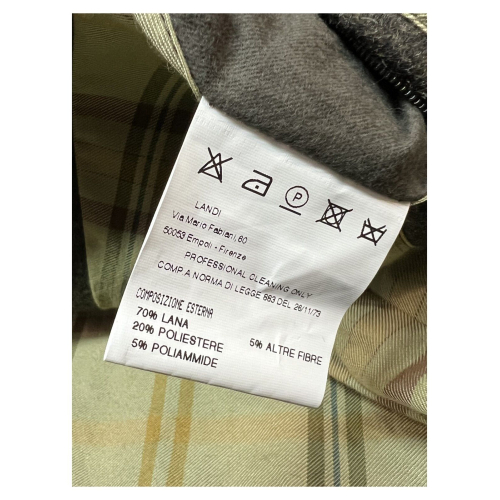 P
LANDI
Via Mario Fabiani, 60
50053 Empoli - Firenze
PROFESSIONAL CLEANING ONLY
COMP.A NORMA DI LEGGE 883 DEL 26/11/73
COMPOSIZIONE ESTERNA
70% LANA
20% POLIESTERE
5% POLIAMMIDE
5% ALTRE FIBRE